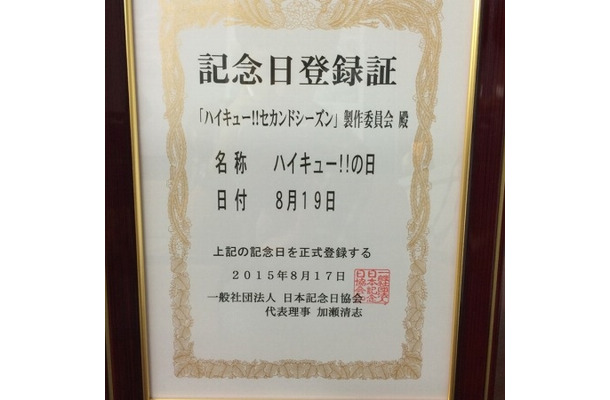 記念日登録証
「ハイキュー!!セカンドシーズン」製作委員会 殿
名称 ハイキュー!!の日
日付 8月19日
上記の記念日を正式登録する
2015年8月17日
一般社団法人 日本記念日協会
代表理事 加瀬清志